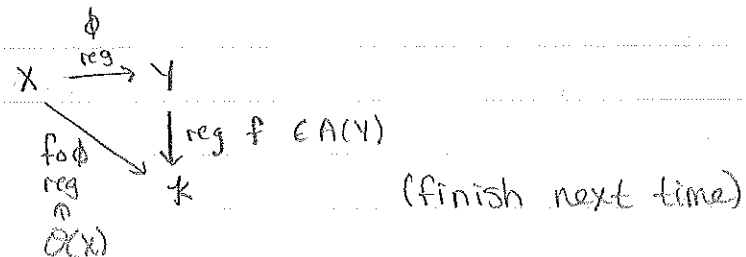 ϕ
reg
X → Y
reg f ∈ A(Y)
f∘ϕ
reg
k (finish next time)
∩
O(X)